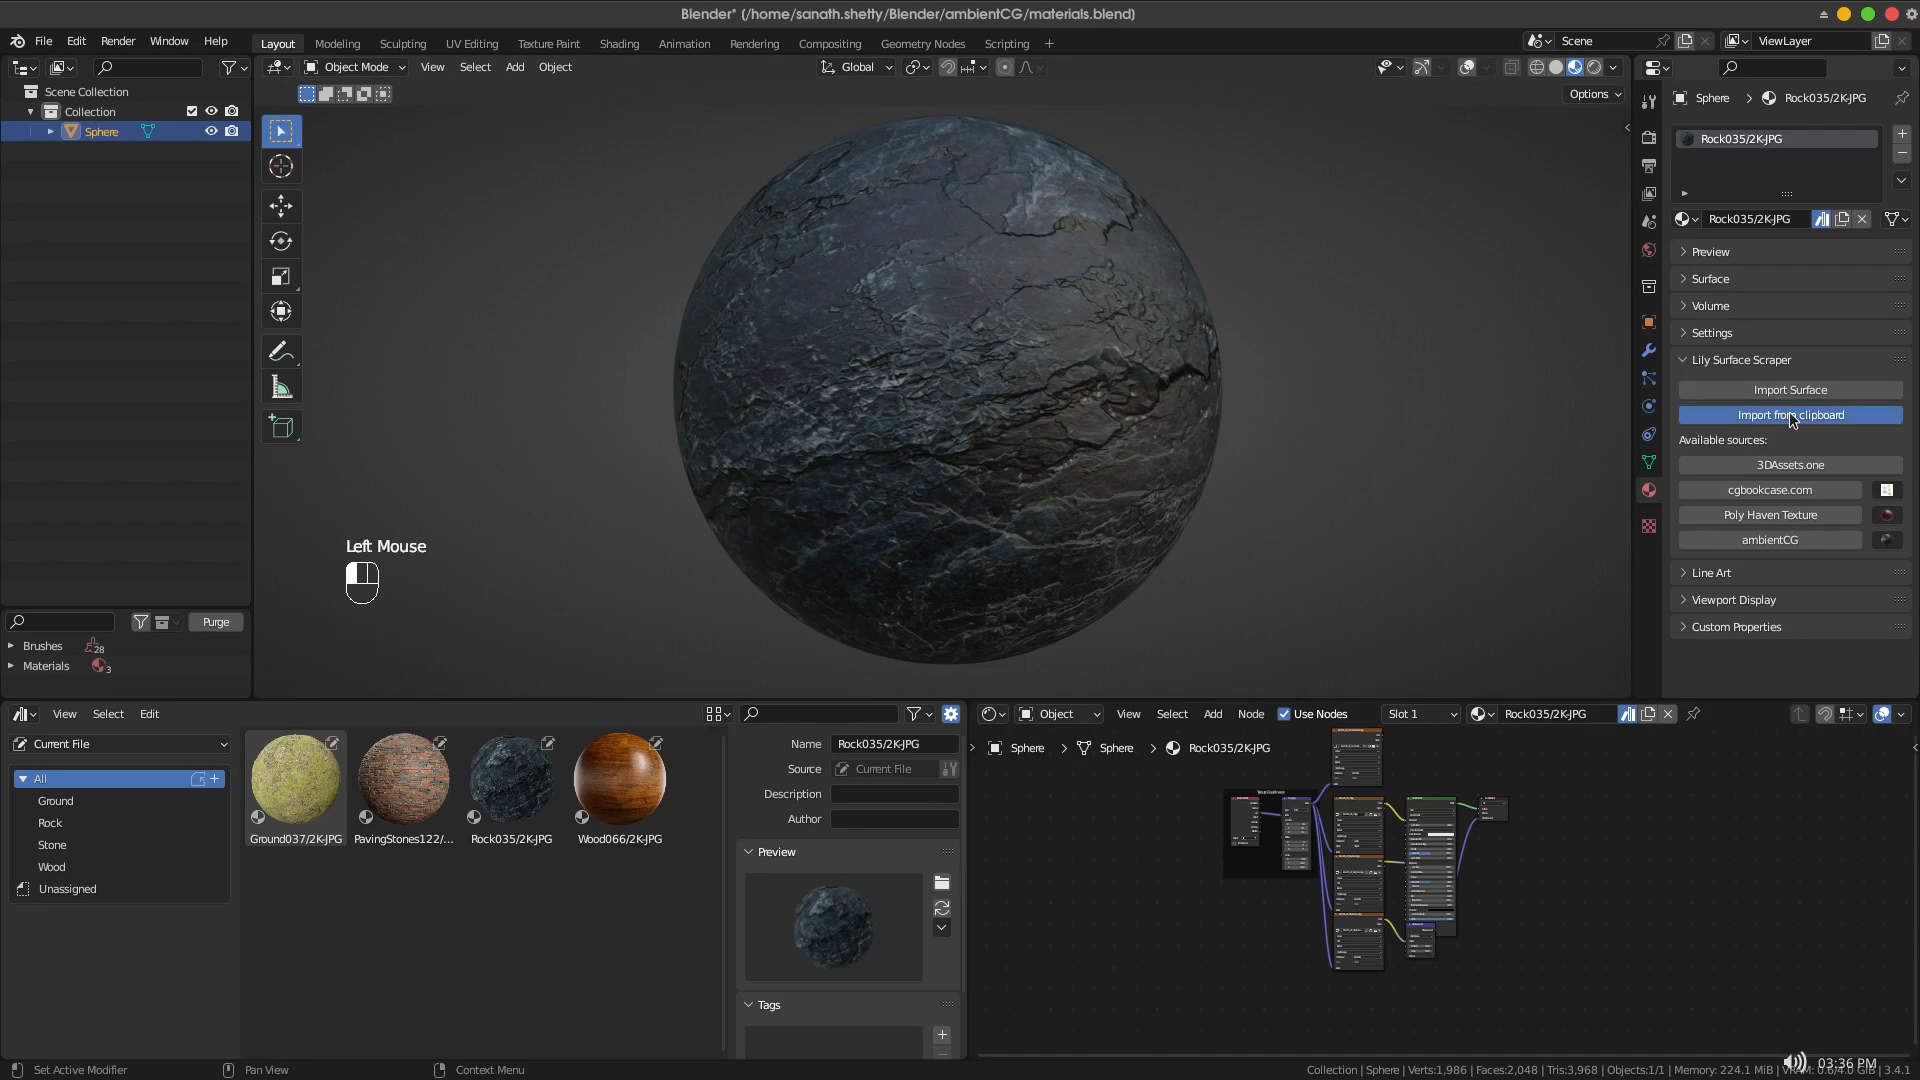 Blender* [/home/sanath.shetty/Blender/ambientCG/materials.blend]
File Edit Render Window Help
Layout Modeling Sculpting UV Editing Texture Paint Shading Animation Rendering Compositing Geometry Nodes Scripting +
Scene
ViewLayer
Object Mode View Select Add Object
Global
Options
Scene Collection
Collection
Sphere
Sphere > Rock035/2K-JPG
Rock035/2K-JPG
Rock035/2K-JPG
Preview
Surface
Volume
Settings
Lily Surface Scraper
Import Surface
Import from clipboard
Available sources:
3DAssets.one
cgbookcase.com
Poly Haven Texture
ambientCG
Line Art
Viewport Display
Custom Properties
Left Mouse
Purge
Brushes 28
Materials 3
View Select Edit
Current File
All
Ground
Rock
Stone
Wood
Unassigned
Ground037/2K-JPG
PavingStones122/...
Rock035/2K-JPG
Wood066/2K-JPG
Name Rock035/2K-JPG
Source Current File
Description
Author
Preview
Tags
Object View Select Add Node Use Nodes Slot 1 Rock035/2K-JPG
Sphere > Sphere > Rock035/2K-JPG
Set Active Modifier
Pan View
Context Menu
Collection | Sphere | Verts:1,986 | Faces:2,048 | Tris:3,968 | Objects:1/1 | Memory: 224.1 MiB | VRAM: 0.6/4.0 GiB | 3.4.1
03:36 PM